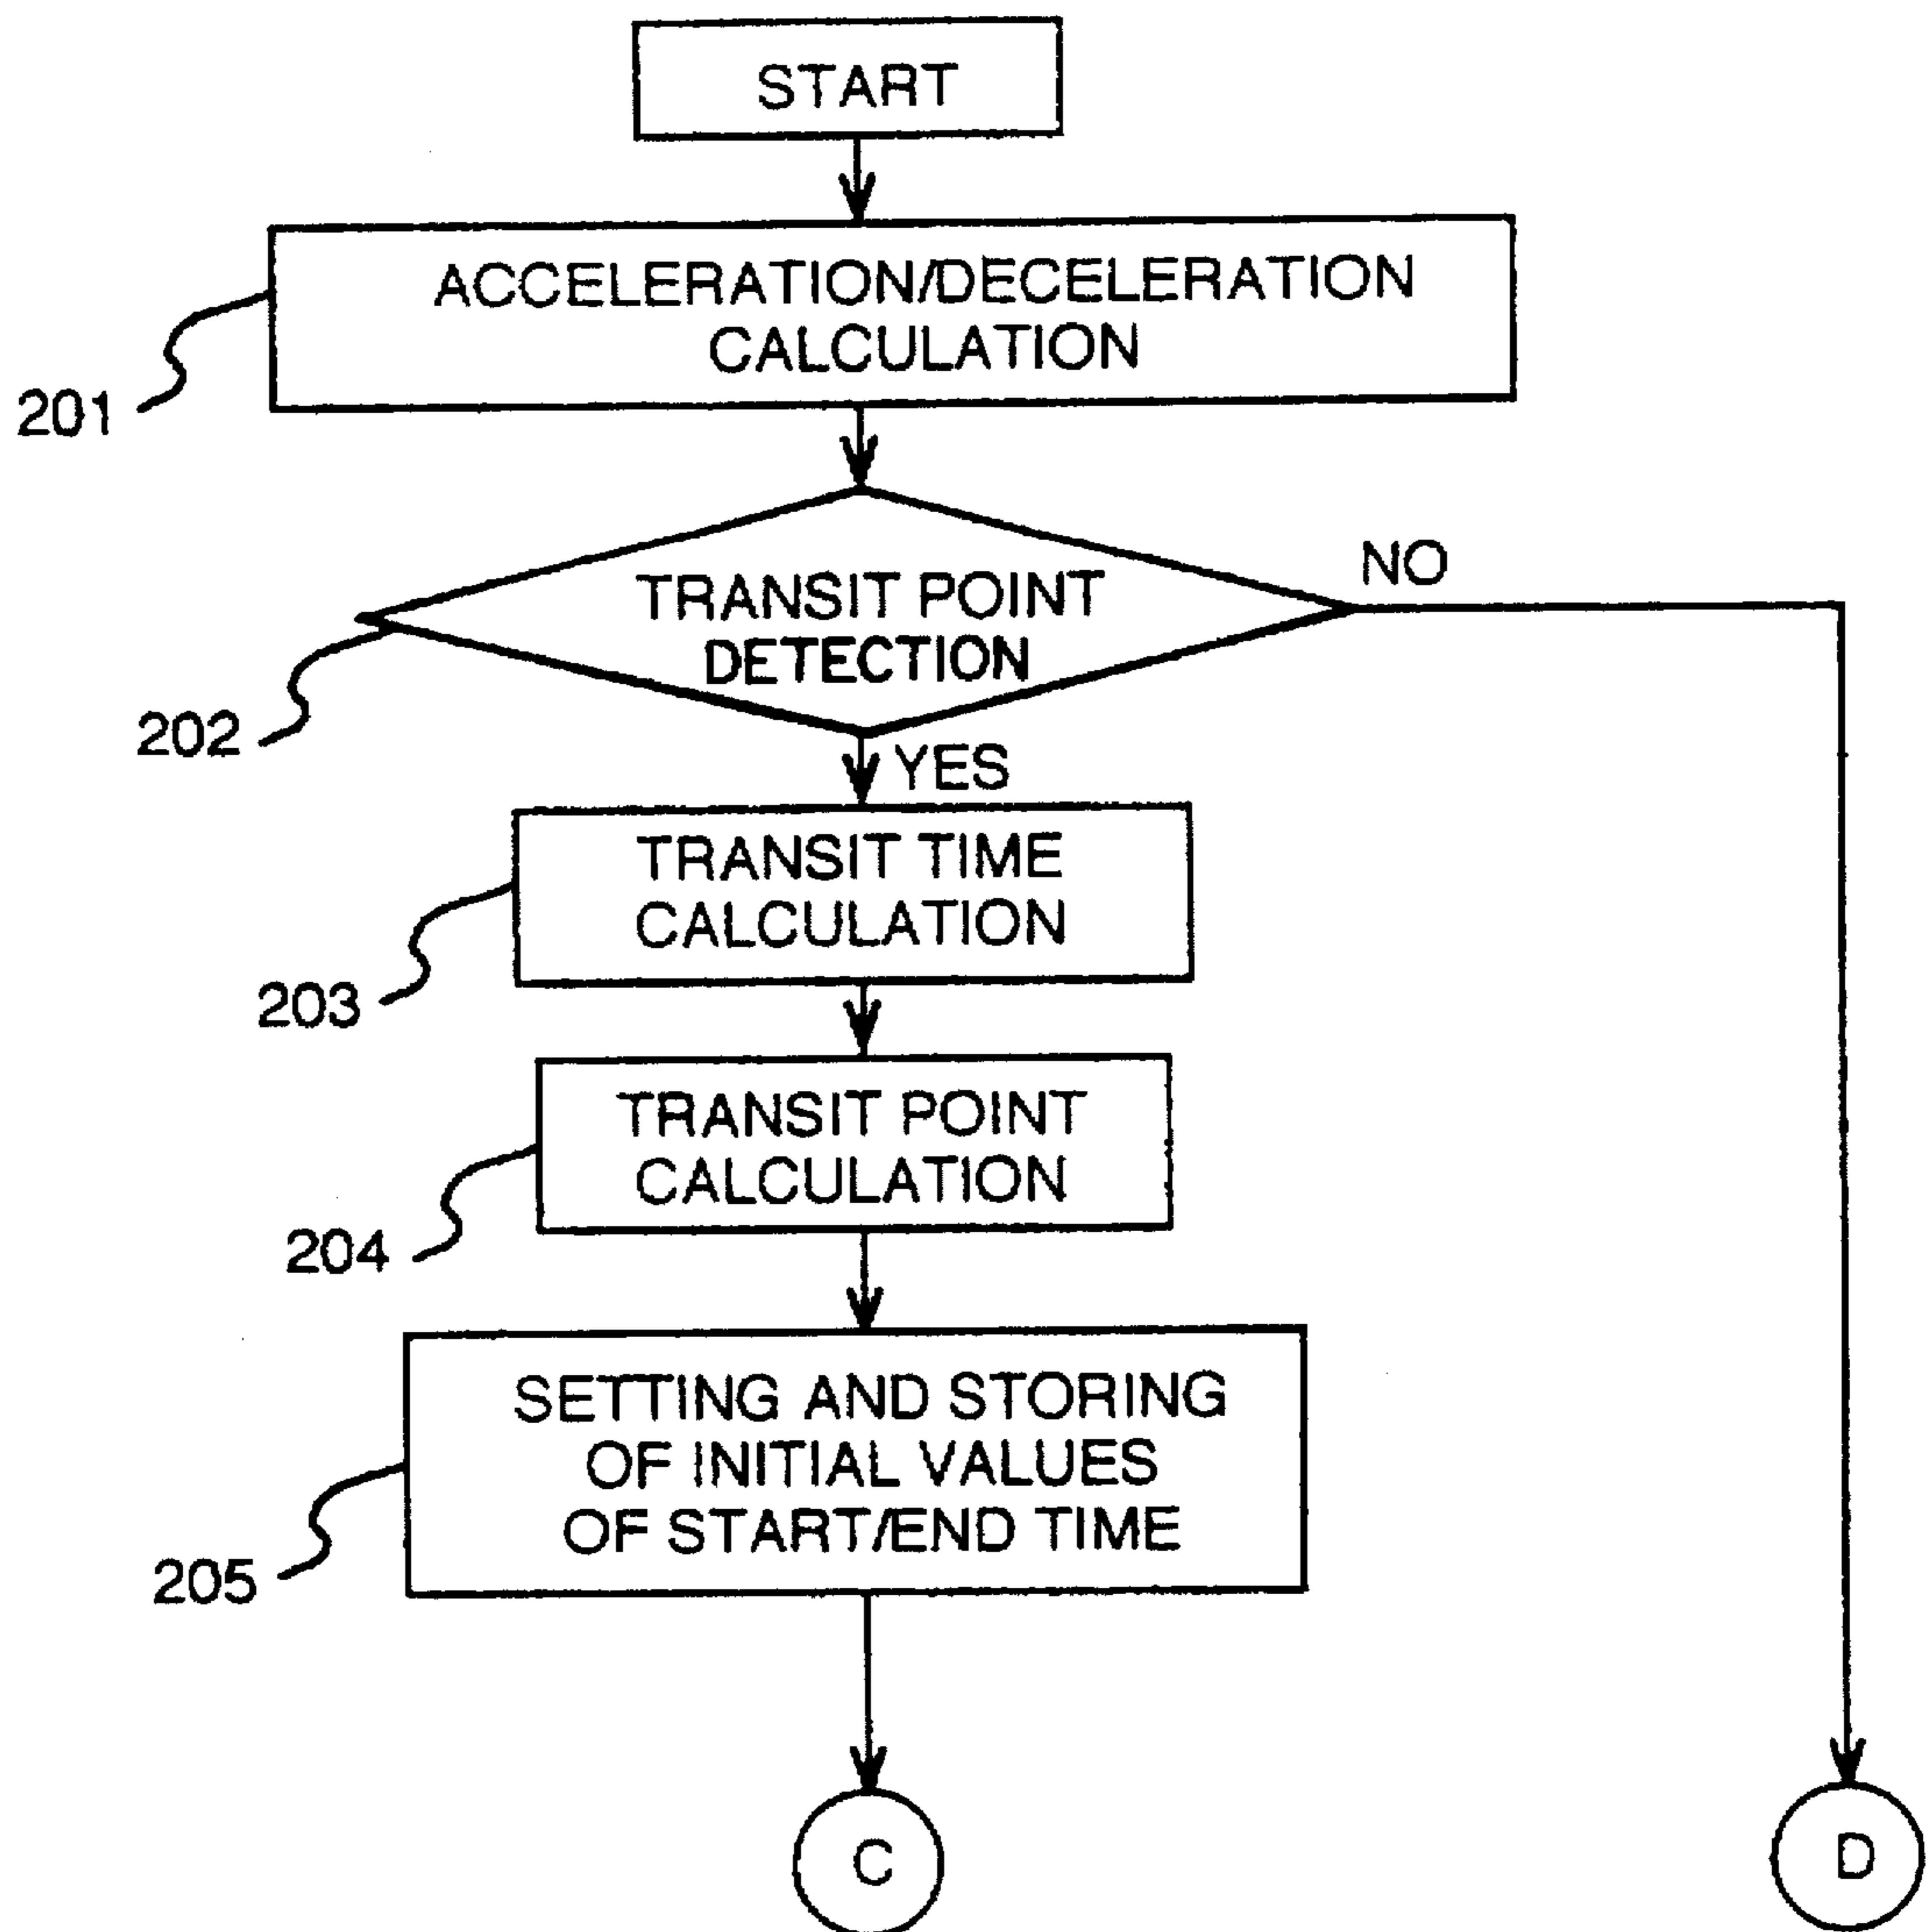 START
ACCELERATION/DECELERATION
CALCULATION
201
NO
TRANSIT POINT
DETECTION
202
YES
TRANSIT TIME
CALCULATION
203
TRANSIT POINT
CALCULATION
204
SETTING AND STORING
OF INITIAL VALUES
OF START/END TIME
205
C
D